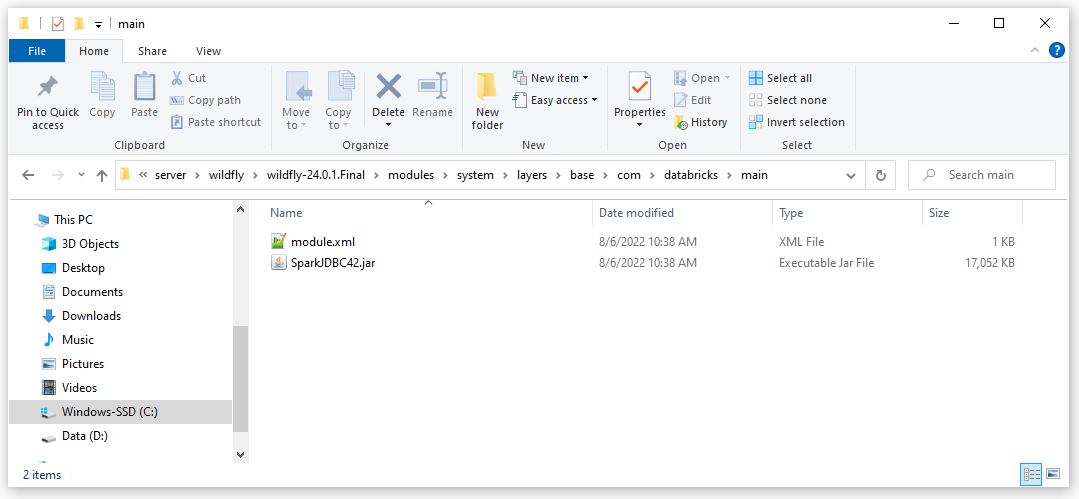 main
File Home Share View
Pin to Quick access
Copy
Paste
Cut
Copy path
Paste shortcut
Clipboard
Move to
Copy to
Delete
Rename
Organize
New folder
New item
Easy access
New
Properties
Open
Edit
History
Open
Select all
Select none
Invert selection
Select
« server > wildfly > wildfly-24.0.1.Final > modules > system > layers > base > com > databricks > main
Search main
This PC
3D Objects
Desktop
Documents
Downloads
Music
Pictures
Videos
Windows-SSD (C:)
Data (D:)
Name Date modified Type Size
module.xml 8/6/2022 10:38 AM XML File 1 KB
SparkJDBC42.jar 8/6/2022 10:38 AM Executable Jar File 17,052 KB
2 items